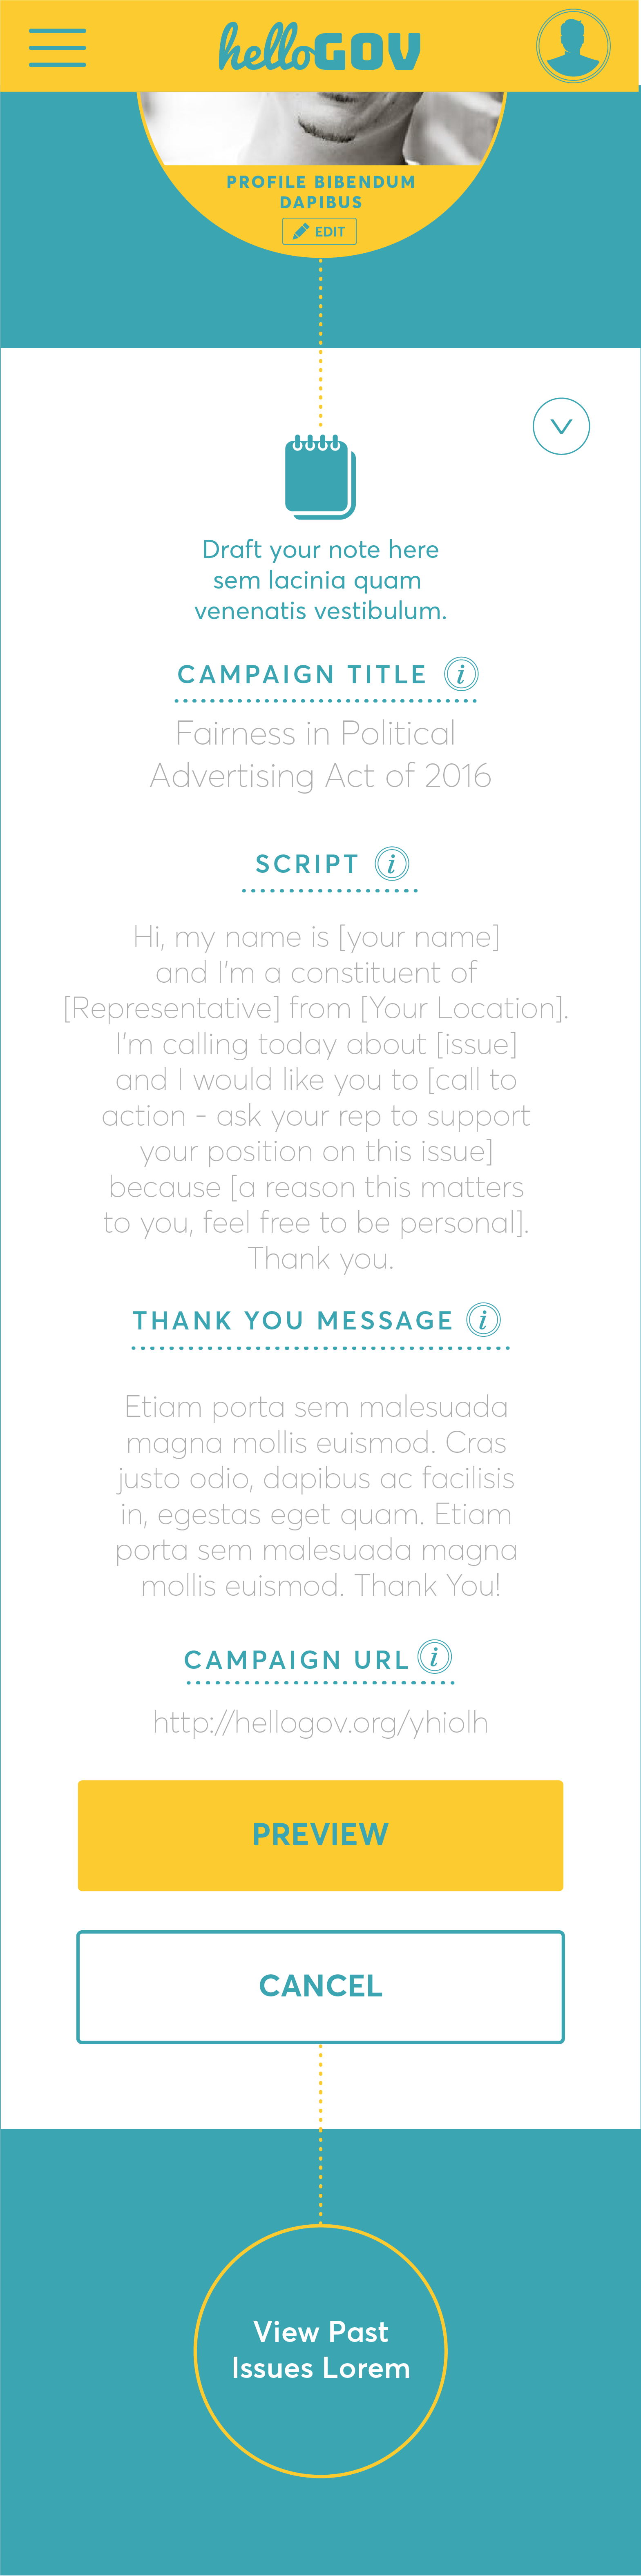 helloGOV
PROFILE BIBENDUM
DAPIBUS
EDIT
Draft your note here
sem lacinia quam
venenatis vestibulum.
CAMPAIGN TITLE i
Fairness in Political
Advertising Act of 2016
SCRIPT i
Hi, my name is [your name]
and I'm a constituent of
[Representative] from [Your Location].
I'm calling today about [issue]
and I would like you to [call to
action - ask your rep to support
your position on this issue]
because [a reason this matters
to you, feel free to be personal].
Thank you.
THANK YOU MESSAGE i
Etiam porta sem malesuada
magna mollis euismod. Cras
justo odio, dapibus ac facilisis
in, egestas eget quam. Etiam
porta sem malesuada magna
mollis euismod. Thank You!
CAMPAIGN URL i
http://hellogov.org/yhiolh
PREVIEW
CANCEL
View Past
Issues Lorem